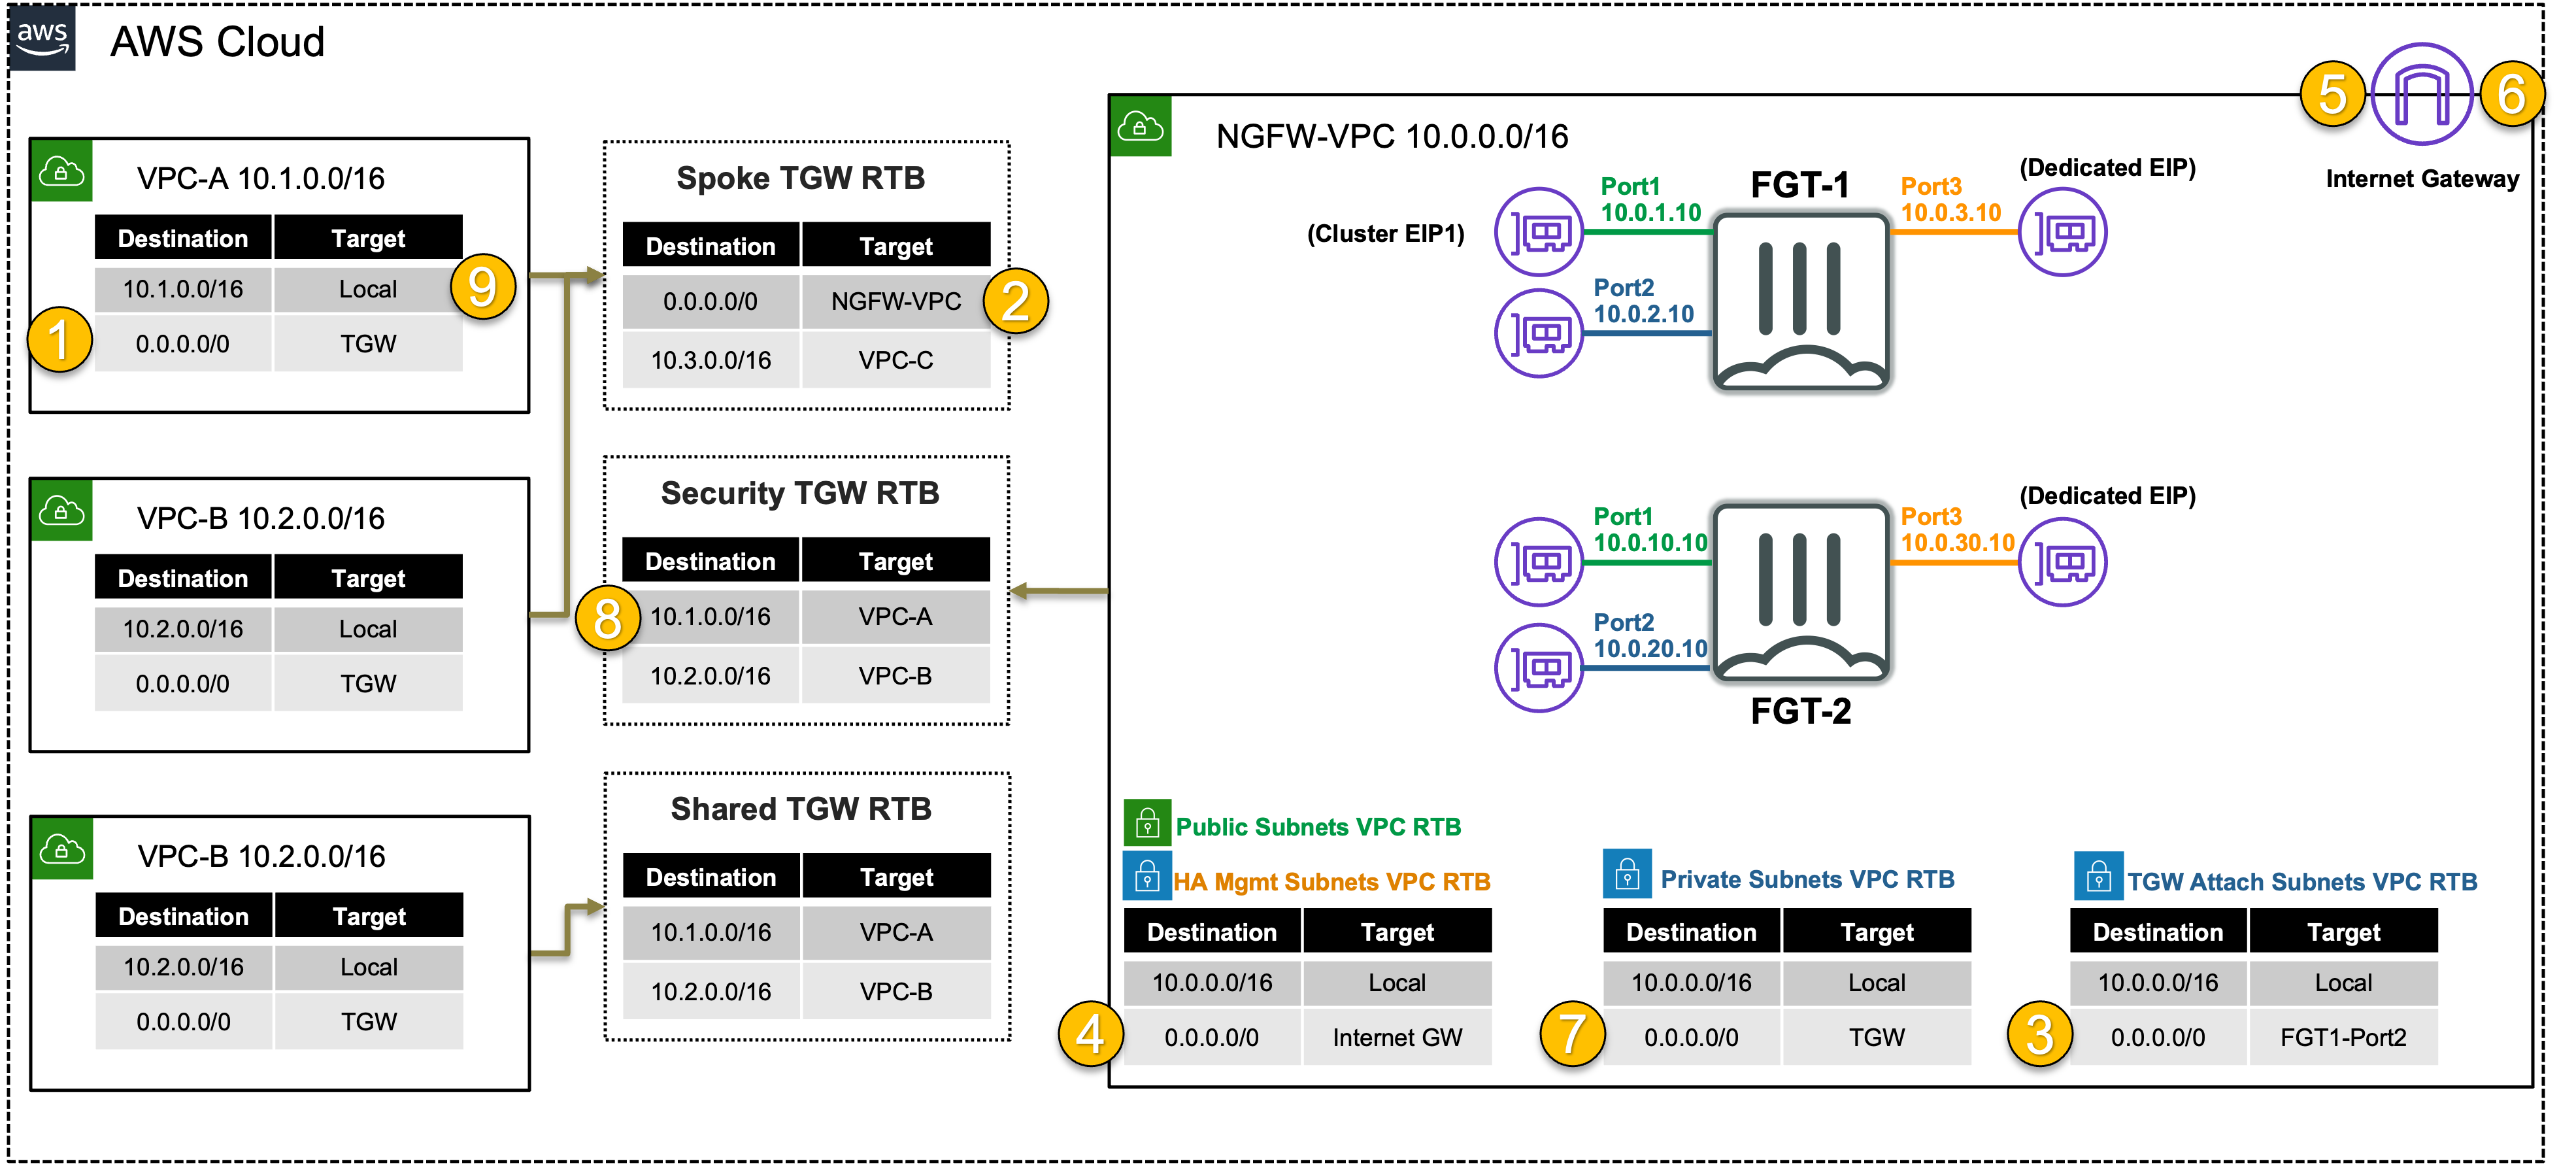 aws
AWS Cloud
5
6
Internet Gateway
VPC-A 10.1.0.0/16
Destination Target
10.1.0.0/16 Local
9
1
0.0.0.0/0 TGW
VPC-B 10.2.0.0/16
Destination Target
10.2.0.0/16 Local
0.0.0.0/0 TGW
VPC-B 10.2.0.0/16
Destination Target
10.2.0.0/16 Local
0.0.0.0/0 TGW
Spoke TGW RTB
Destination Target
0.0.0.0/0 NGFW-VPC
2
10.3.0.0/16 VPC-C
Security TGW RTB
Destination Target
8
10.1.0.0/16 VPC-A
10.2.0.0/16 VPC-B
Shared TGW RTB
Destination Target
10.1.0.0/16 VPC-A
10.2.0.0/16 VPC-B
NGFW-VPC 10.0.0.0/16
(Cluster EIP1)
Port1
10.0.1.10
Port2
10.0.2.10
FGT-1
Port3
10.0.3.10
(Dedicated EIP)
Port1
10.0.10.10
Port2
10.0.20.10
FGT-2
Port3
10.0.30.10
(Dedicated EIP)
Public Subnets VPC RTB
HA Mgmt Subnets VPC RTB
Destination Target
10.0.0.0/16 Local
4
0.0.0.0/0 Internet GW
Private Subnets VPC RTB
Destination Target
10.0.0.0/16 Local
7
0.0.0.0/0 TGW
TGW Attach Subnets VPC RTB
Destination Target
10.0.0.0/16 Local
3
0.0.0.0/0 FGT1-Port2